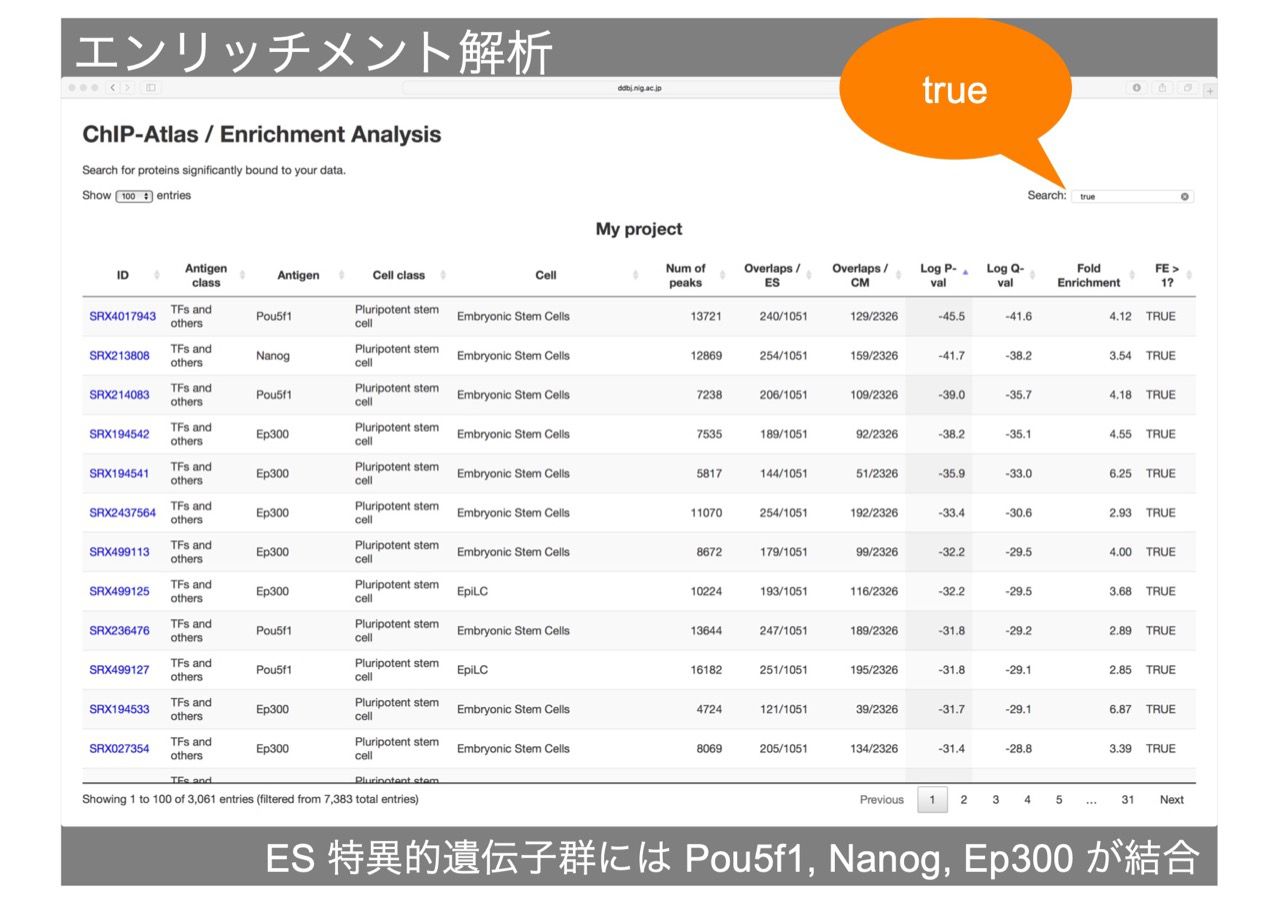 エンリッチメント解析
true
ddbj.nig.ac.jp
ChIP-Atlas / Enrichment Analysis
Search for proteins significantly bound to your data.
Show 100 entries
Search: true
My project
ID Antigen class Antigen Cell class Cell Num of peaks Overlaps / ES Overlaps / CM Log P-val Log Q-val Fold Enrichment FE > 1?
SRX4017943 TFs and others Pou5f1 Pluripotent stem cell Embryonic Stem Cells 13721 240/1051 129/2326 -45.5 -41.6 4.12 TRUE
SRX213808 TFs and others Nanog Pluripotent stem cell Embryonic Stem Cells 12869 254/1051 159/2326 -41.7 -38.2 3.54 TRUE
SRX214083 TFs and others Pou5f1 Pluripotent stem cell Embryonic Stem Cells 7238 206/1051 109/2326 -39.0 -35.7 4.18 TRUE
SRX194542 TFs and others Ep300 Pluripotent stem cell Embryonic Stem Cells 7535 189/1051 92/2326 -38.2 -35.1 4.55 TRUE
SRX194541 TFs and others Ep300 Pluripotent stem cell Embryonic Stem Cells 5817 144/1051 51/2326 -35.9 -33.0 6.25 TRUE
SRX2437564 TFs and others Ep300 Pluripotent stem cell Embryonic Stem Cells 11070 254/1051 192/2326 -33.4 -30.6 2.93 TRUE
SRX499113 TFs and others Ep300 Pluripotent stem cell Embryonic Stem Cells 8672 179/1051 99/2326 -32.2 -29.5 4.00 TRUE
SRX499125 TFs and others Ep300 Pluripotent stem cell EpiLC 10224 193/1051 116/2326 -32.2 -29.5 3.68 TRUE
SRX236476 TFs and others Pou5f1 Pluripotent stem cell Embryonic Stem Cells 13644 247/1051 189/2326 -31.8 -29.2 2.89 TRUE
SRX499127 TFs and others Pou5f1 Pluripotent stem cell EpiLC 16182 251/1051 195/2326 -31.8 -29.1 2.85 TRUE
SRX194533 TFs and others Ep300 Pluripotent stem cell Embryonic Stem Cells 4724 121/1051 39/2326 -31.7 -29.1 6.87 TRUE
SRX027354 TFs and others Ep300 Pluripotent stem cell Embryonic Stem Cells 8069 205/1051 134/2326 -31.4 -28.8 3.39 TRUE
TFs and Pluripotent stem
Showing 1 to 100 of 3,061 entries (filtered from 7,383 total entries)
Previous 1 2 3 4 5 … 31 Next
ES 特異的遺伝子群には Pou5f1, Nanog, Ep300 が結合